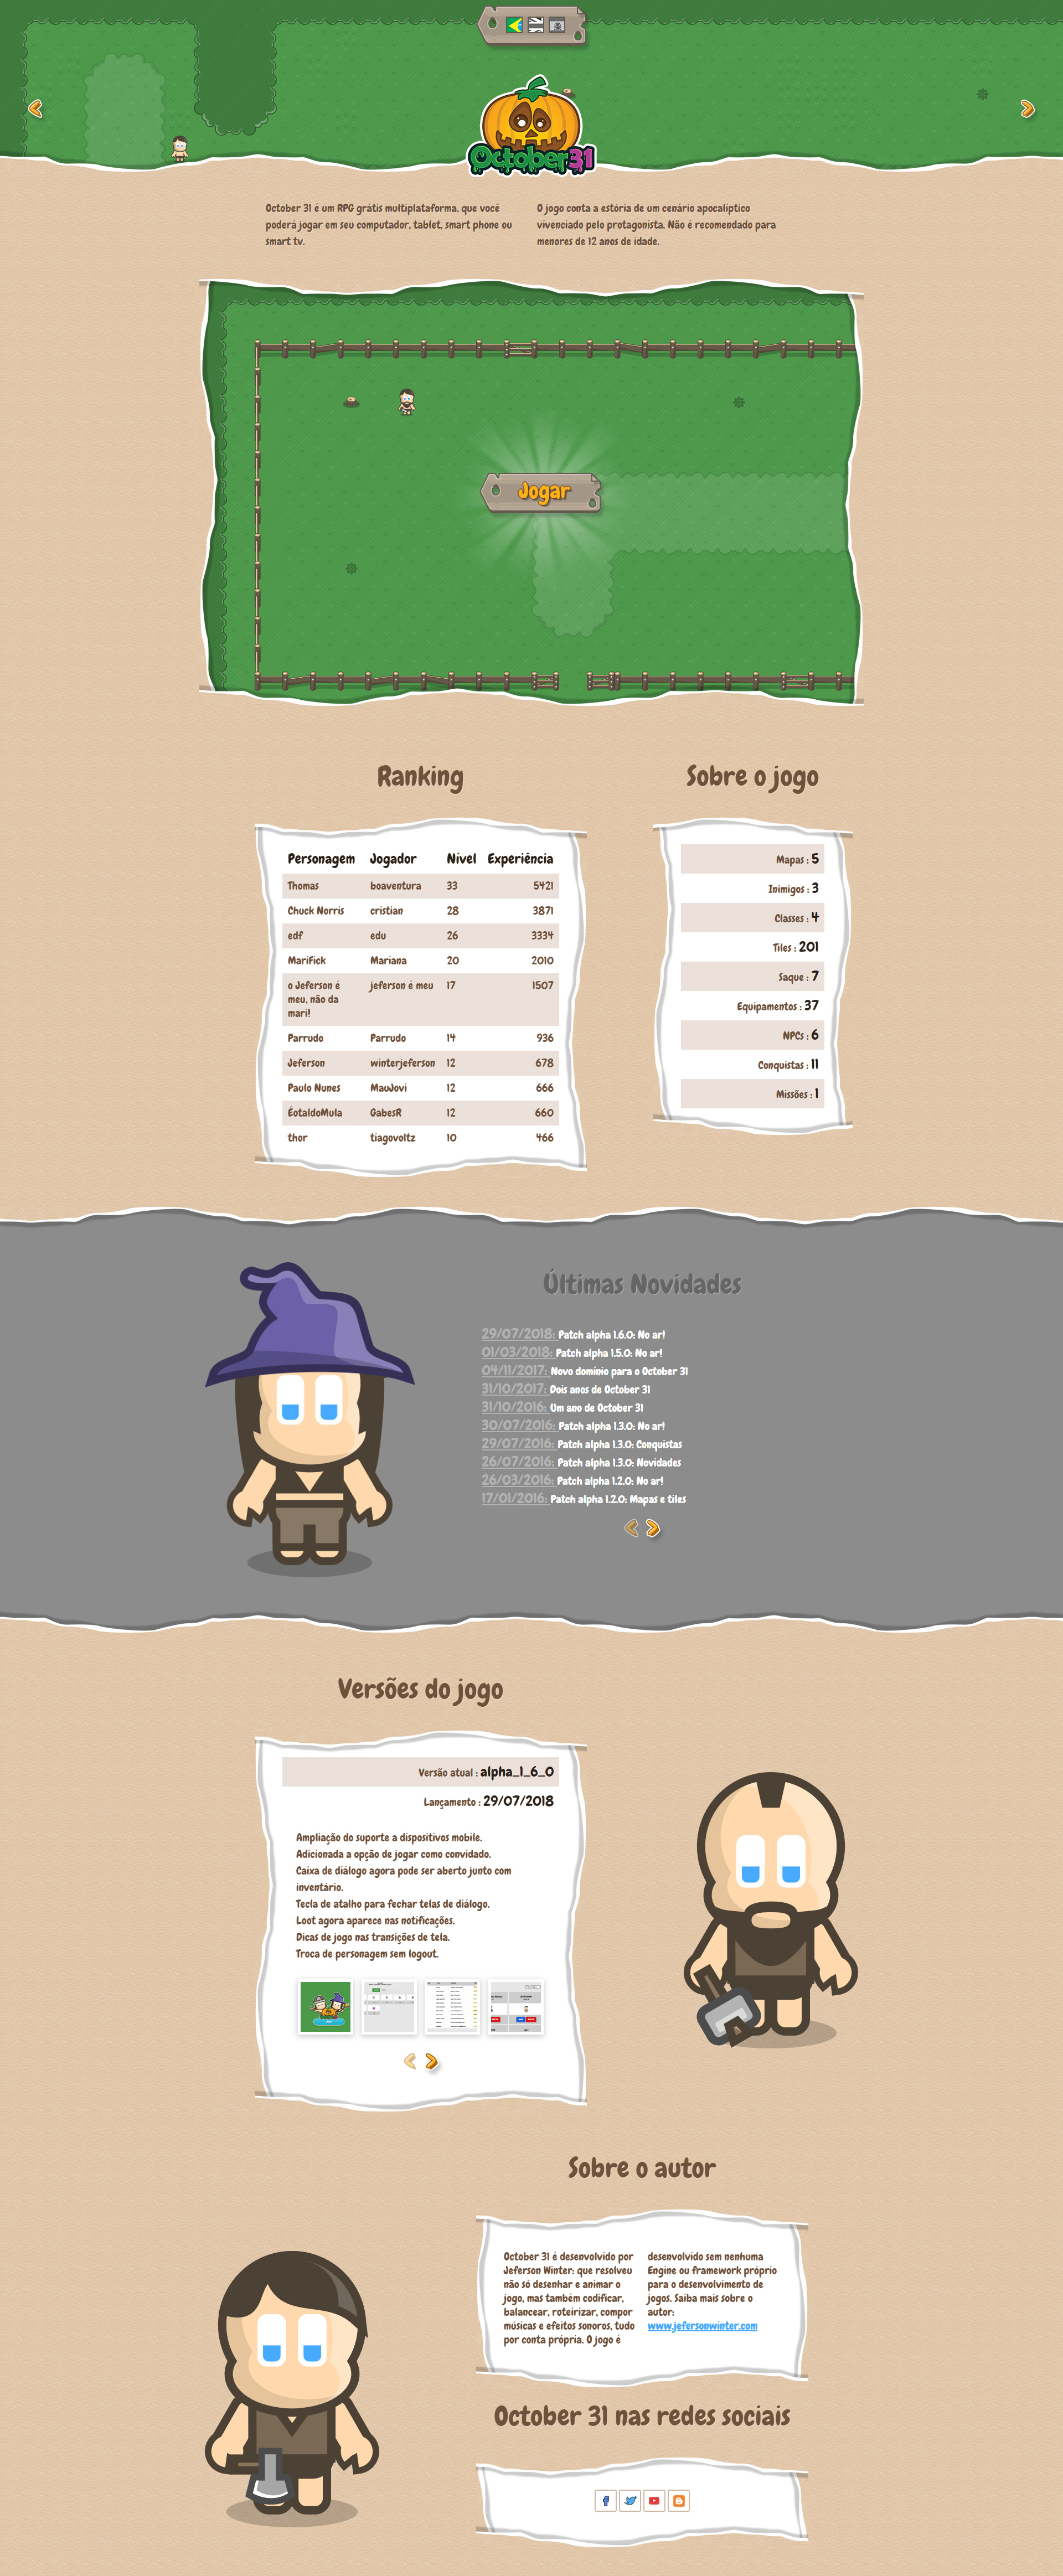 October31
October 31 é um RPG grátis multiplataforma, que você
poderá jogar em seu computador, tablet, smart phone ou
smart tv.
O jogo conta a estória de um cenário apocalíptico
vivenciado pelo protagonista. Não é recomendado para
menores de 12 anos de idade.
Jogar
Ranking
Personagem Jogador Nível Experiência
Thomas boaventura 33 5421
Chuck Norris cristian 28 3871
edf edu 26 3334
MariFick Mariana 20 2010
o Jeferson é jeferson é meu 17 1507
meu, não da
mari!
Parrudo Parrudo 14 936
Jeferson winterjeferson 12 678
Paulo Nunes MauJovi 12 666
ÉotaldoMula GabesR 12 660
thor tiagovoltz 10 466
Sobre o jogo
Mapas : 5
Inimigos : 3
Classes : 4
Tiles : 201
Saque : 7
Equipamentos : 37
NPCs : 6
Conquistas : 11
Missões : 1
Últimas Novidades
29/07/2018: Patch alpha 1.6.0: No ar!
01/03/2018: Patch alpha 1.5.0: No ar!
04/11/2017: Novo domínio para o October 31
31/10/2017: Dois anos de October 31
31/10/2016: Um ano de October 31
30/07/2016: Patch alpha 1.3.0: No ar!
29/07/2016: Patch alpha 1.3.0: Conquistas
26/07/2016: Patch alpha 1.3.0: Novidades
26/03/2016: Patch alpha 1.2.0: No ar!
17/01/2016: Patch alpha 1.2.0: Mapas e tiles
Versões do jogo
Versão atual : alpha_1_6_0
Lançamento : 29/07/2018
Ampliação do suporte a dispositivos mobile.
Adicionada a opção de jogar como convidado.
Caixa de diálogo agora pode ser aberto junto com
inventário.
Tecla de atalho para fechar telas de diálogo.
Loot agora aparece nas notificações.
Dicas de jogo nas transições de tela.
Troca de personagem sem logout.
Sobre o autor
October 31 é desenvolvido por
Jeferson Winter: que resolveu
não só desenhar e animar o
jogo, mas também codificar,
balancear, roteirizar, compor
músicas e efeitos sonoros, tudo
por conta própria. O jogo é
desenvolvido sem nenhuma
Engine ou framework próprio
para o desenvolvimento de
jogos. Saiba mais sobre o
autor:
www.jefersonwinter.com
October 31 nas redes sociais